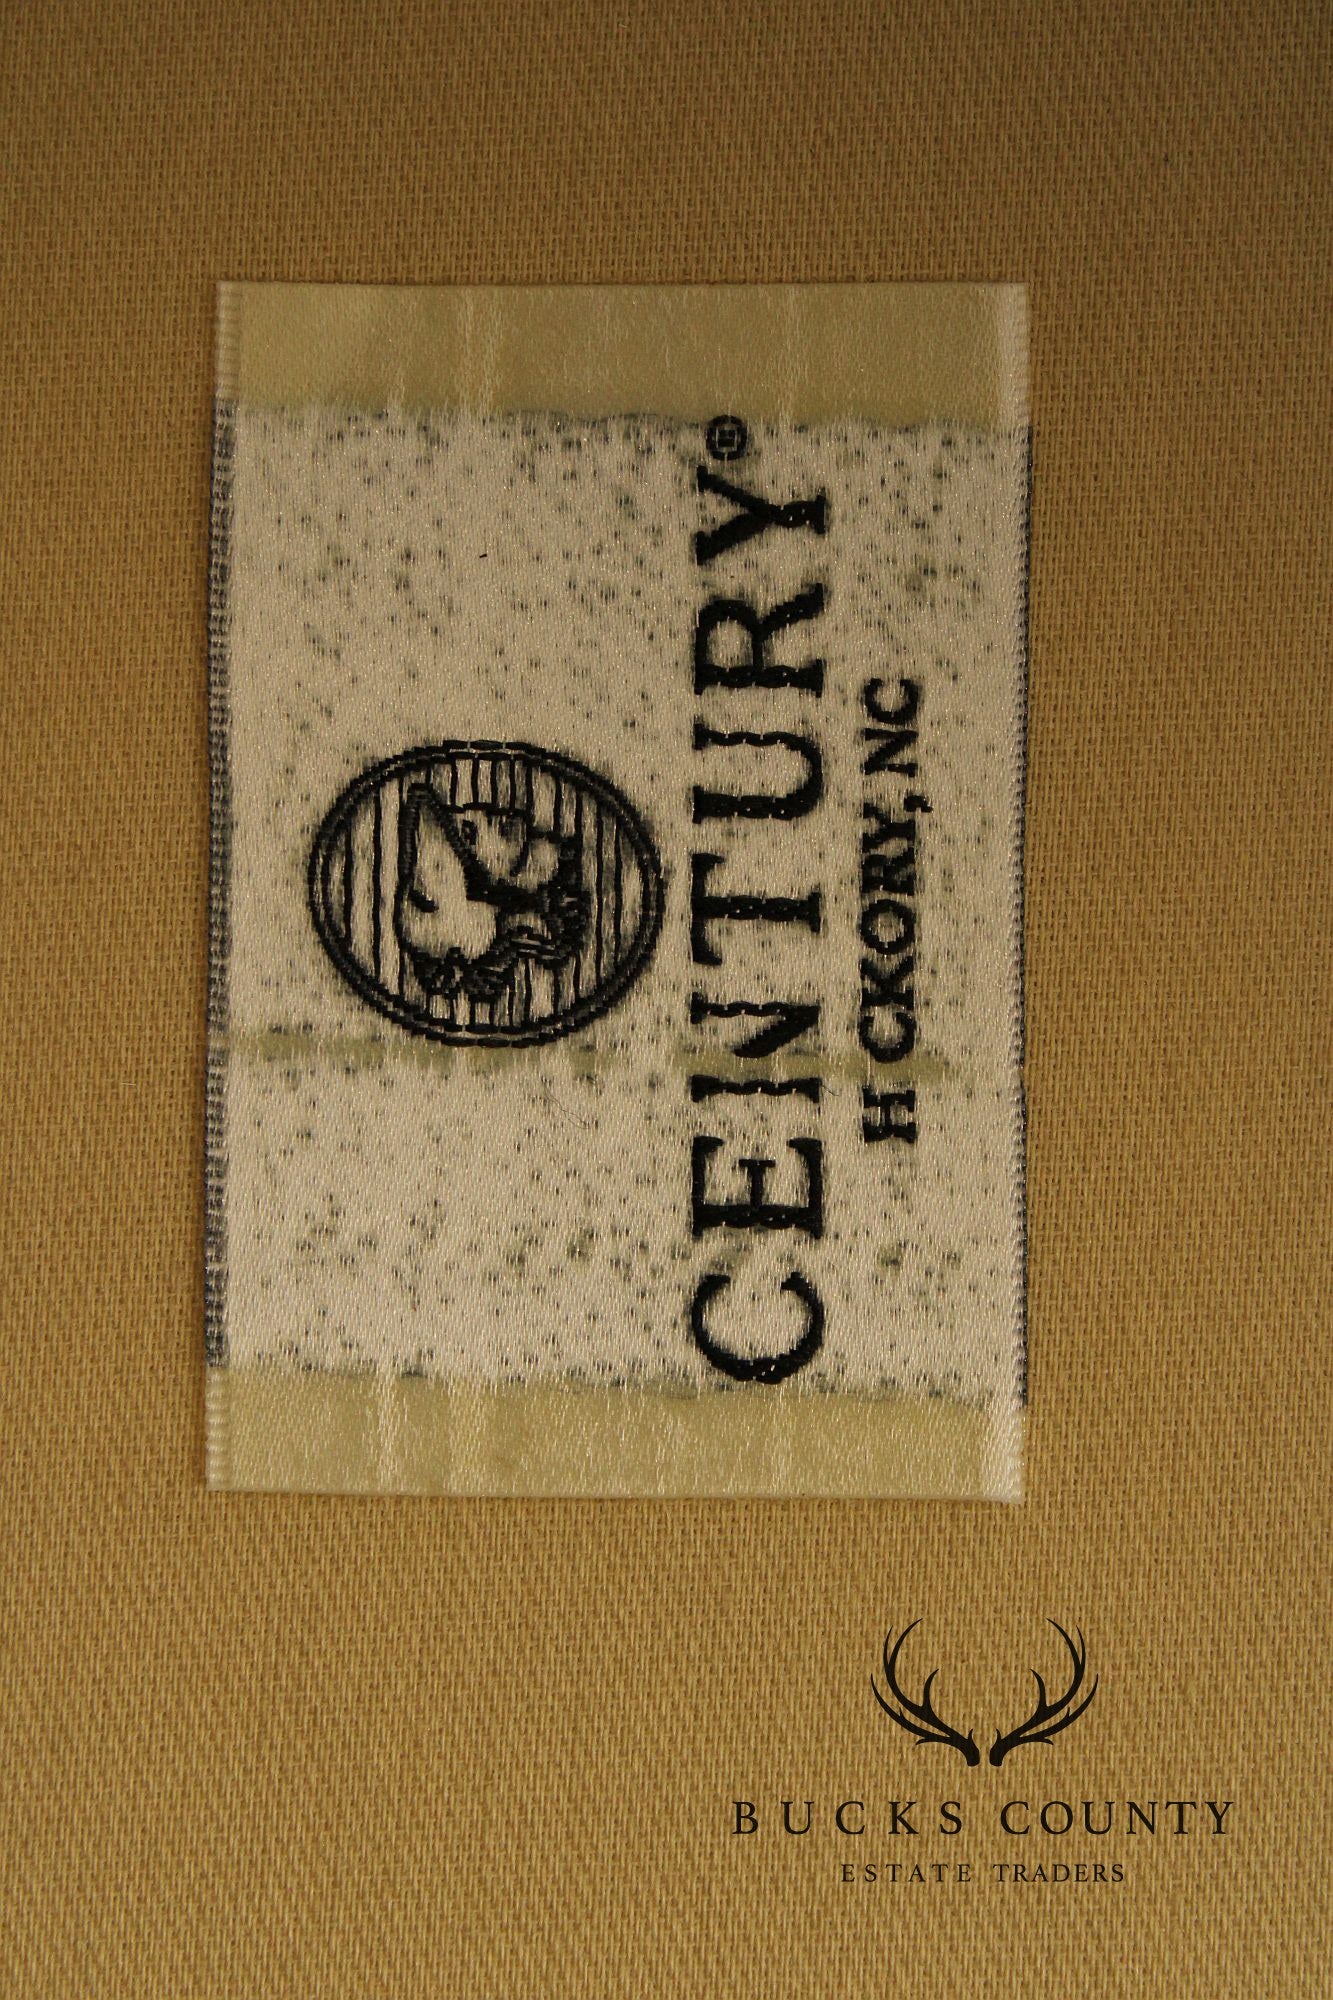 CENTURY®
HICKORY, NC
BUCKS COUNTY
ESTATE TRADERS